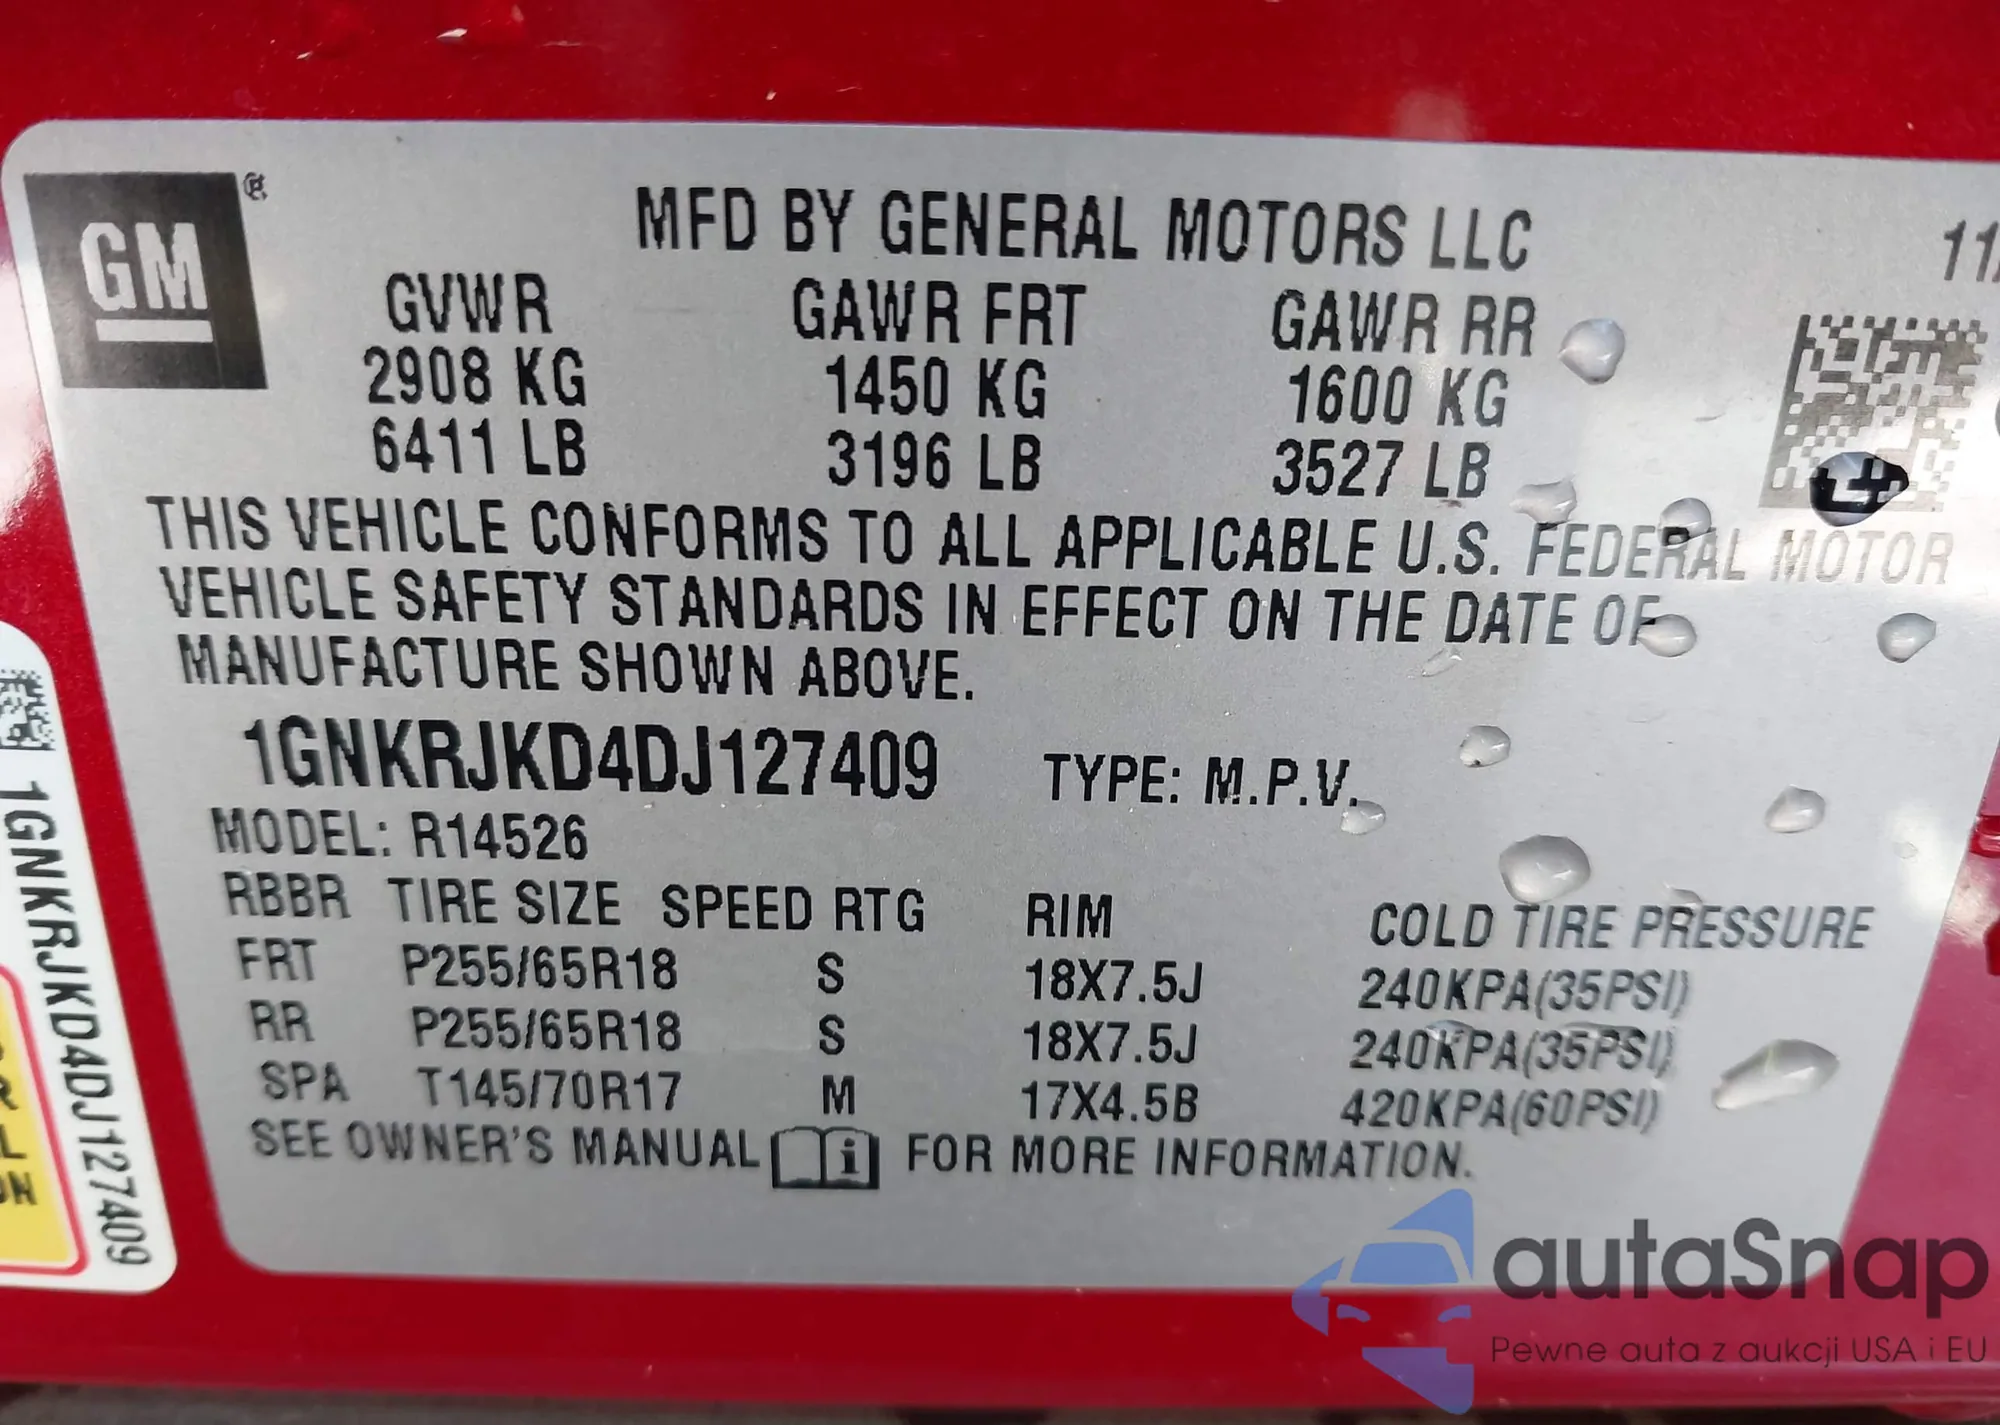 GM ®
MFD BY GENERAL MOTORS LLC
11/
GVWR GAWR FRT GAWR RR
2908 KG 1450 KG 1600 KG
6411 LB 3196 LB 3527 LB
THIS VEHICLE CONFORMS TO ALL APPLICABLE U.S. FEDERAL MOTOR
VEHICLE SAFETY STANDARDS IN EFFECT ON THE DATE OF
MANUFACTURE SHOWN ABOVE.
1GNKRJKD4DJ127409 TYPE: M.P.V.
MODEL: R14526
RBBR TIRE SIZE SPEED RTG RIM COLD TIRE PRESSURE
FRT P255/65R18 S 18X7.5J 240KPA(35PSI)
RR P255/65R18 S 18X7.5J 240KPA(35PSI)
SPA T145/70R17 M 17X4.5B 420KPA(60PSI)
SEE OWNER'S MANUAL i FOR MORE INFORMATION.
1GNKRJKD4DJ127409
autaSnap
Pewne auta z aukcji USA i EU